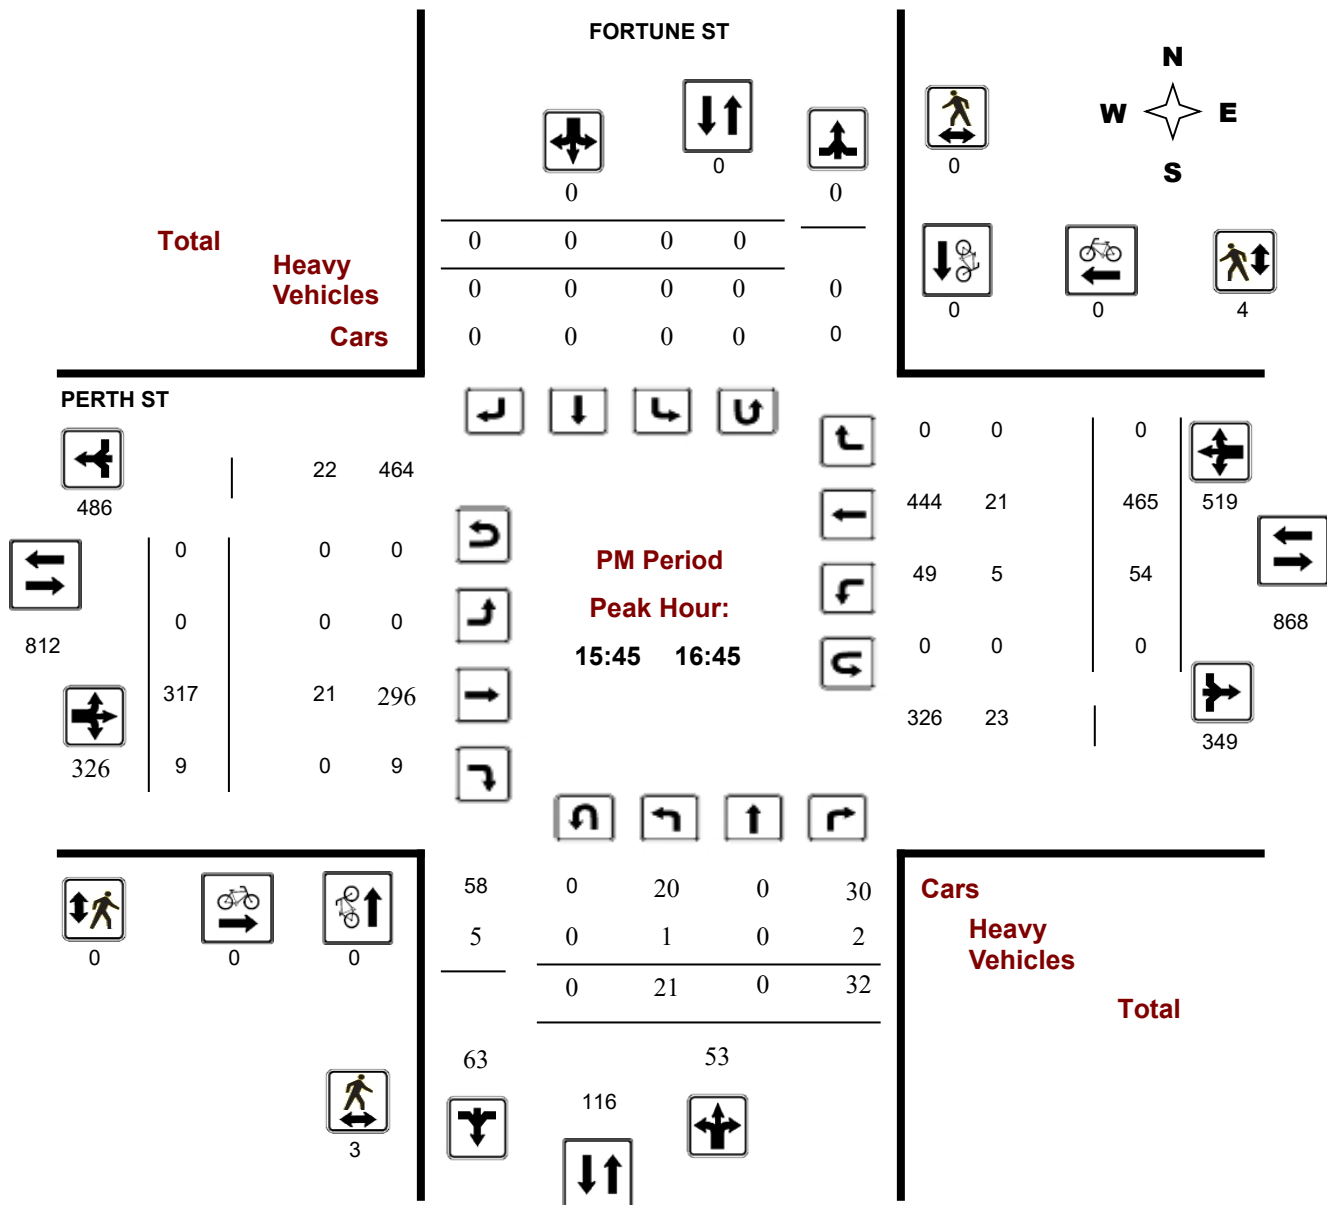 FORTUNE ST
N
W E
S
0
0
0
0 0
Total
0 0 0 0
Heavy
Vehicles
0 0 0 0 0
Cars
0 0 0 0 0
0 0 4
PERTH ST
22 464
486
0 0 0
0 0 0
812
317 21 296
326
9 0 9
PM Period
Peak Hour:
15:45 16:45
0 0 0
444 21 465 519
49 5 54
868
0 0 0
326 23
349
58 0 20 0 30
5 0 1 0 2
0 21 0 32
63 53
116
0 0 0
3
Cars
Heavy
Vehicles
Total